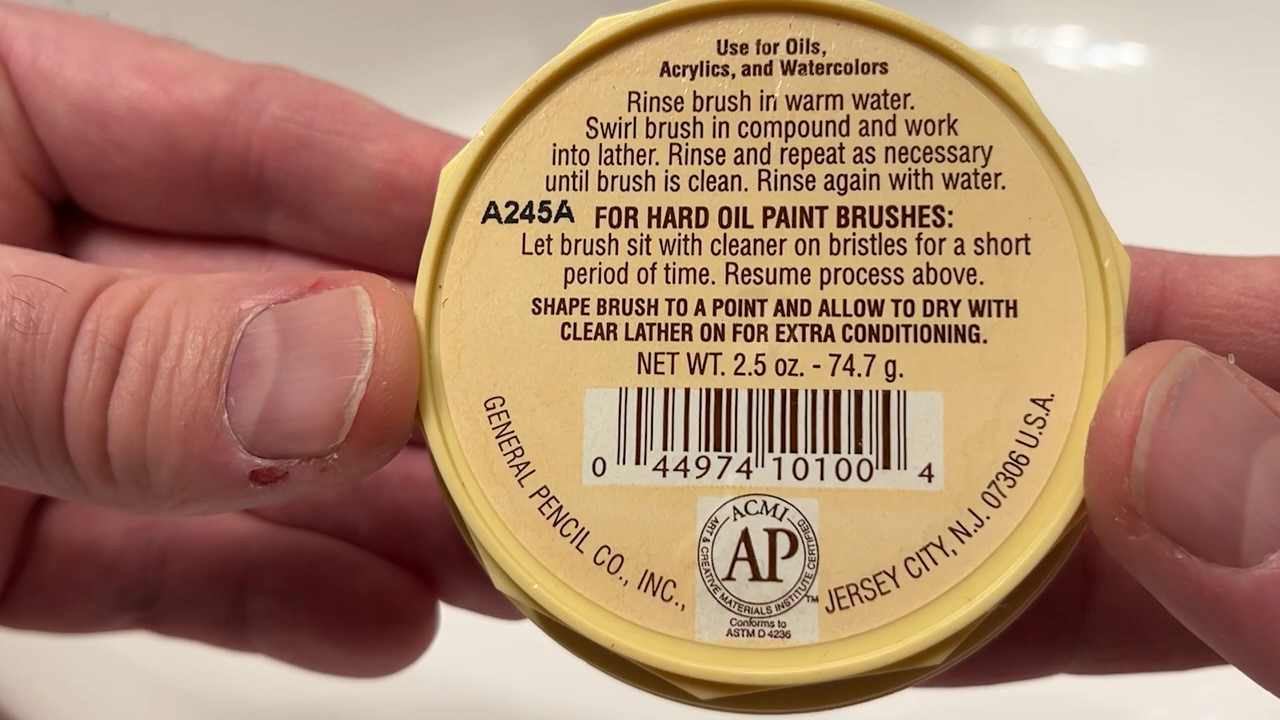 Use for Oils,
Acrylics, and Watercolors
Rinse brush in warm water.
Swirl brush in compound and work
into lather. Rinse and repeat as necessary
until brush is clean. Rinse again with water.
A245A
FOR HARD OIL PAINT BRUSHES:
Let brush sit with cleaner on bristles for a short
period of time. Resume process above.
SHAPE BRUSH TO A POINT AND ALLOW TO DRY WITH
CLEAR LATHER ON FOR EXTRA CONDITIONING.
NET WT. 2.5 oz. - 74.7 g.
0 44974 10100 4
GENERAL PENCIL CO., INC., JERSEY CITY, N.J. 07306 U.S.A.
ACMI
AP
ART & CREATIVE MATERIALS INSTITUTE CERTIFIED
TM
Conforms to
ASTM D 4236